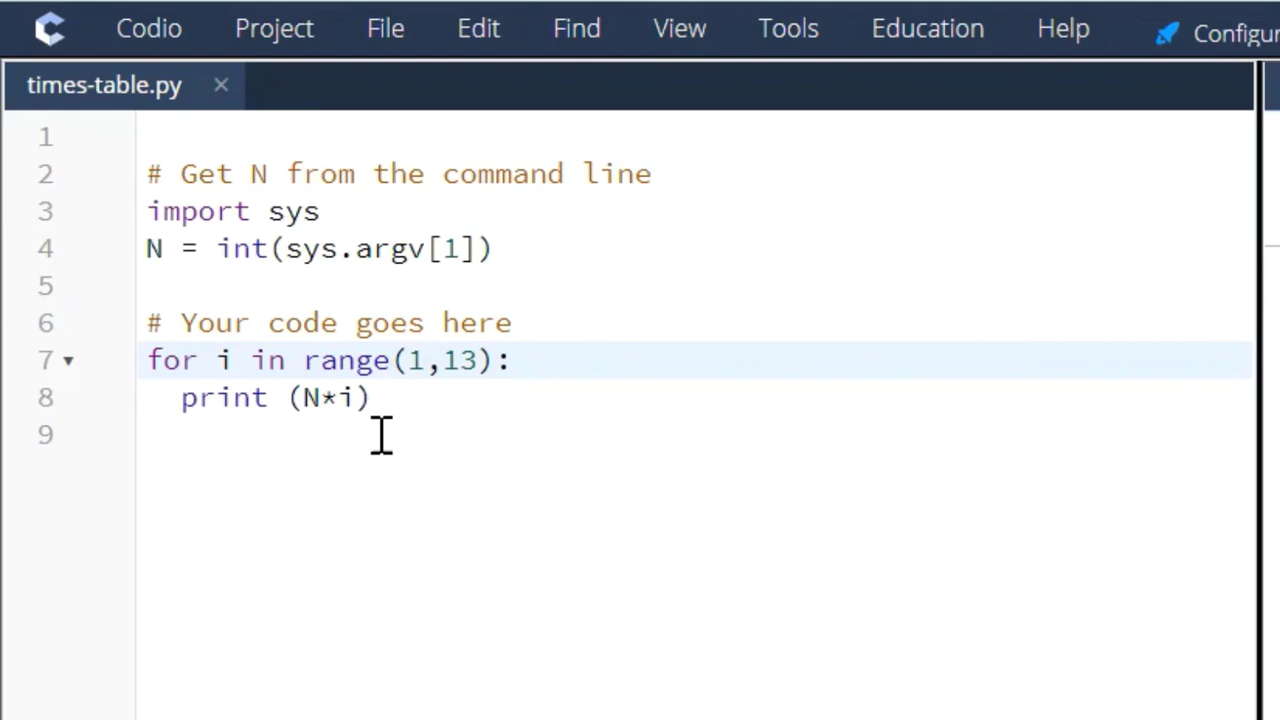 Codio Project File Edit Find View Tools Education Help Configur
times-table.py ×
1
2 # Get N from the command line
3 import sys
4 N = int(sys.argv[1])
5
6 # Your code goes here
7 for i in range(1,13):
8 print (N*i)
9